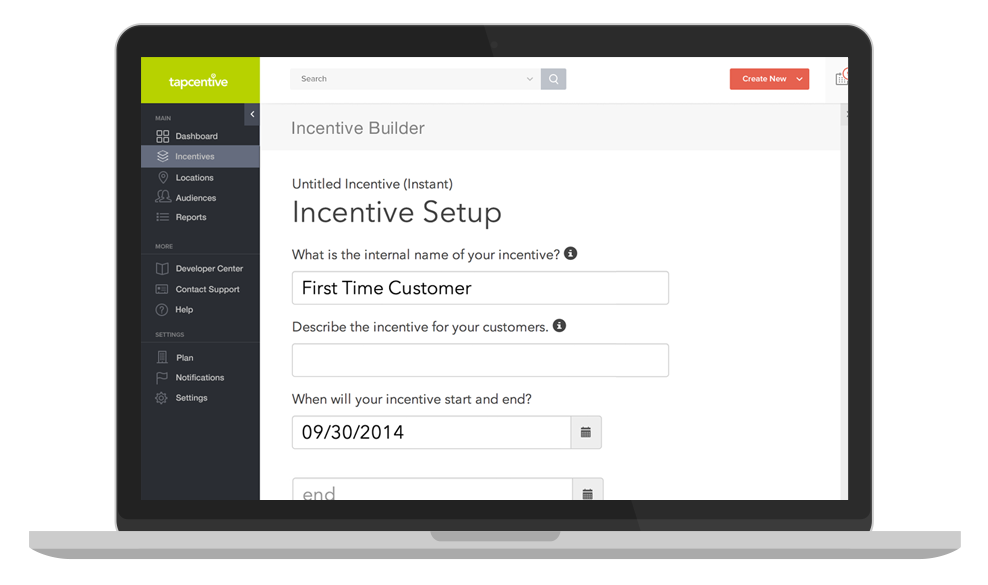 tapcentive
Search
Create New
MAIN
Dashboard
Incentives
Locations
Audiences
Reports
MORE
Developer Center
Contact Support
Help
SETTINGS
Plan
Notifications
Settings
Incentive Builder
Untitled Incentive (Instant)
Incentive Setup
What is the internal name of your incentive?
First Time Customer
Describe the incentive for your customers.
When will your incentive start and end?
09/30/2014
end